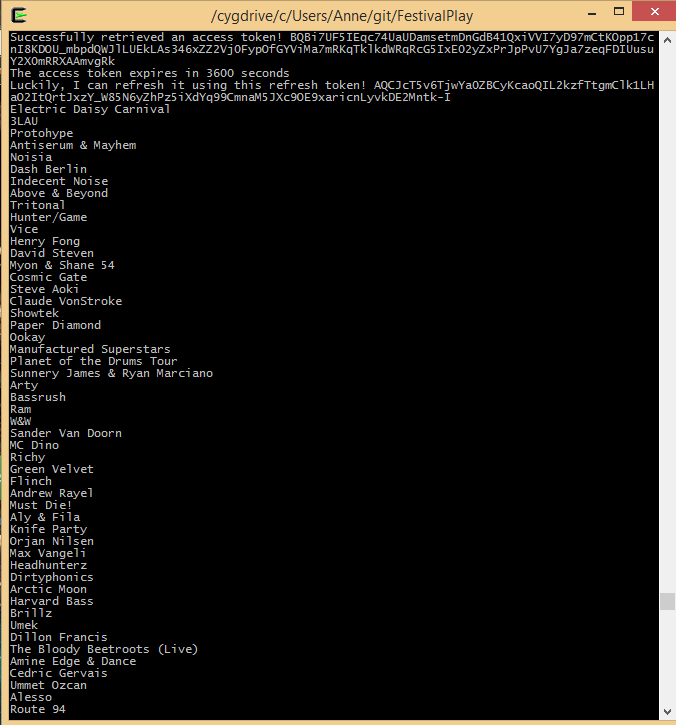 /cygdrive/c/Users/Anne/git/FestivalPlay
Successfully retrieved an access token! BQBi7UF5IEqc74UaUDamsetmDnGdB41QxiVVI7yD97mCtKOpp17c
nI8KDOU_mbpdQWJlLUEkLAs346xZZ2VjOFypOfGYViMa7mRKqTklkdWRqRcG5IxEO2yZxPrJpPvU7YgJa7zeqFDIUusu
Y2XOmRRXAAmvgRk
The access token expires in 3600 seconds
Luckily, I can refresh it using this refresh token! AQCJcT5v6TjwYaOZBCyKcaoQIL2kzfTtgmClk1LH
aO2ItQrtJxzY_W85N6yZhPz5iXdYq99CmnaM5JXc9OE9xaricnLyvkDE2Mntk-I
Electric Daisy Carnival
3LAU
Protohype
Antiserum & Mayhem
Noisia
Dash Berlin
Indecent Noise
Above & Beyond
Tritonal
Hunter/Game
Vice
Henry Fong
David Steven
Myon & Shane 54
Cosmic Gate
Steve Aoki
Claude VonStroke
Showtek
Paper Diamond
Ookay
Manufactured Superstars
Planet of the Drums Tour
Sunnery James & Ryan Marciano
Arty
Bassrush
Ram
W&W
Sander Van Doorn
MC Dino
Richy
Green Velvet
Flinch
Andrew Rayel
Must Die!
Aly & Fila
Knife Party
Orjan Nilsen
Max Vangeli
Headhunterz
Dirtyphonics
Arctic Moon
Harvard Bass
Brillz
Umek
Dillon Francis
The Bloody Beetroots (Live)
Amine Edge & Dance
Cedric Gervais
Ummet Ozcan
Alesso
Route 94